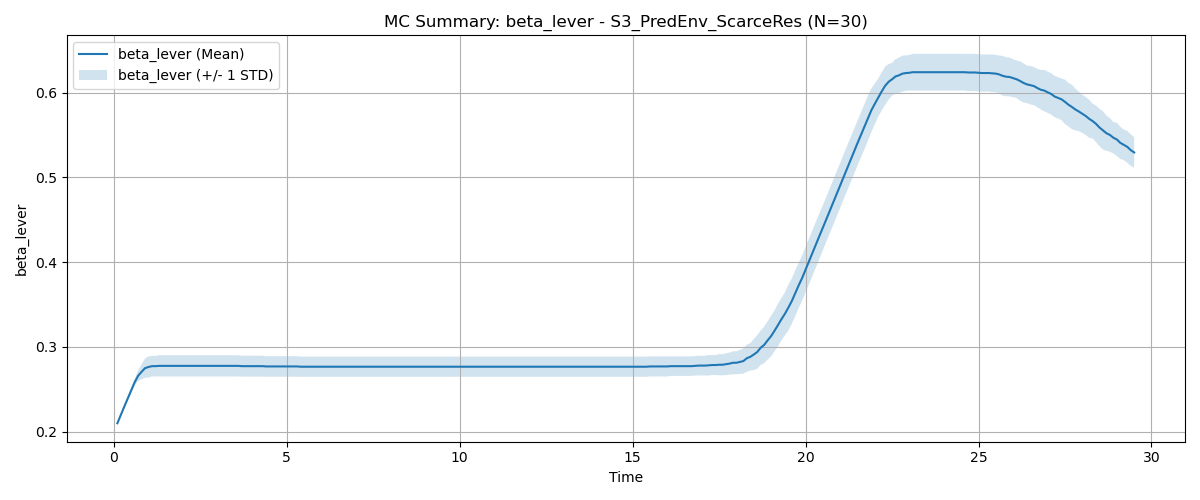 MC Summary: beta_lever - S3_PredEnv_ScarceRes (N=30)
beta_lever (Mean)
beta_lever (+/- 1 STD)
beta_lever
0.6
0.5
0.4
0.3
0.2
0 5 10 15 20 25 30
Time